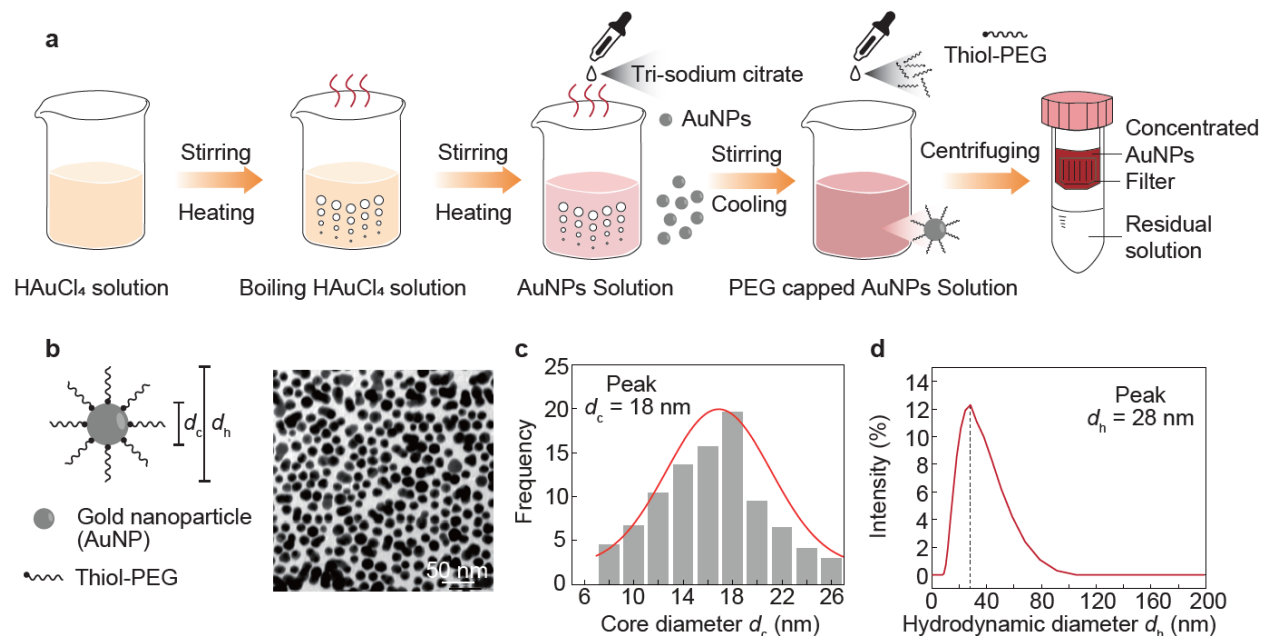 a
Tri-sodium citrate
Thiol-PEG
AuNPs
Stirring
Heating
Stirring
Heating
Stirring
Cooling
Centrifuging
Concentrated
AuNPs
Filter
Residual
solution
HAuCl₄ solution
Boiling HAuCl₄ solution
AuNPs Solution
PEG capped AuNPs Solution
b
dc
dh
Gold nanoparticle
(AuNP)
Thiol-PEG
50 nm
c
Peak
dc = 18 nm
Frequency
25
20
15
10
5
0
6 10 14 18 22 26
Core diameter dc (nm)
d
Peak
dh = 28 nm
Intensity (%)
14
12
10
8
6
4
2
0
0 40 80 120 160 200
Hydrodynamic diameter dh (nm)